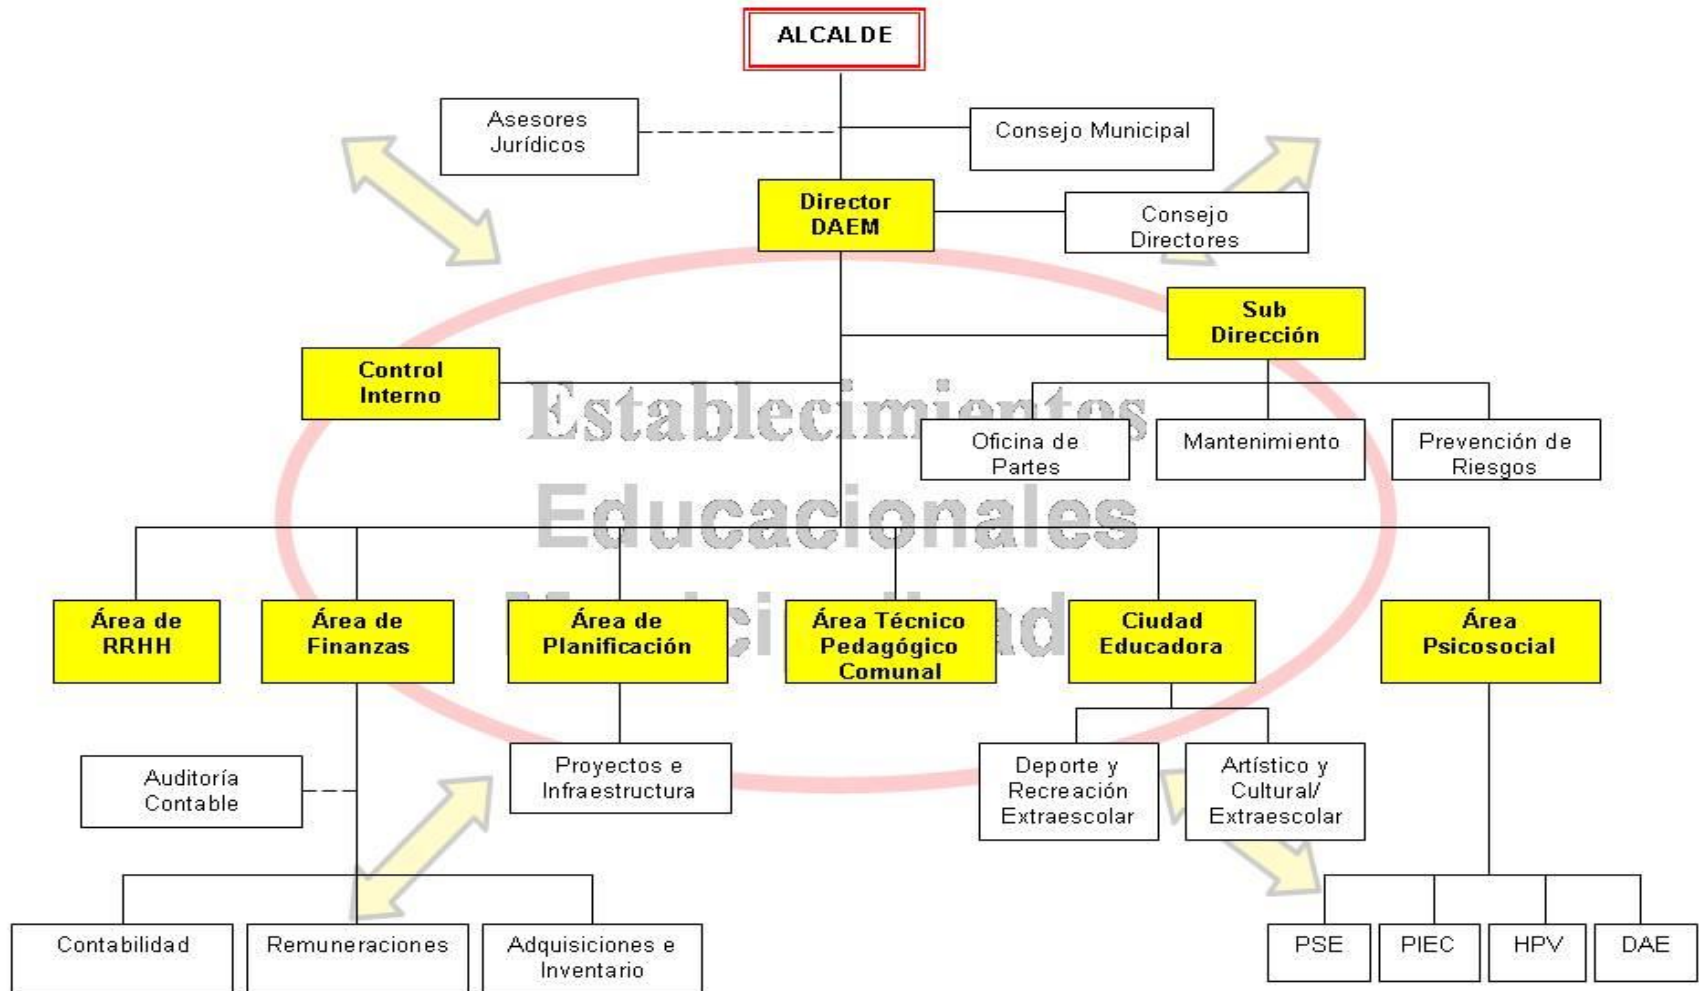 ALCALDE
Asesores
Jurídicos
Consejo Municipal
Director
DAEM
Consejo
Directores
Sub
Dirección
Control
Interno
Establecimientos
Oficina de
Partes
Mantenimiento
Prevención de
Riesgos
Educacionales
Área de
RRHH
Área de
Finanzas
Área de
Planificación
Área Técnico
Pedagógico
Comunal
Ciudad
Educadora
Área
Psicosocial
Auditoría
Contable
Proyectos e
Infraestructura
Deporte y
Recreación
Extraescolar
Artístico y
Cultural/
Extraescolar
Contabilidad
Remuneraciones
Adquisiciones e
Inventario
PSE
PIEC
HPV
DAE